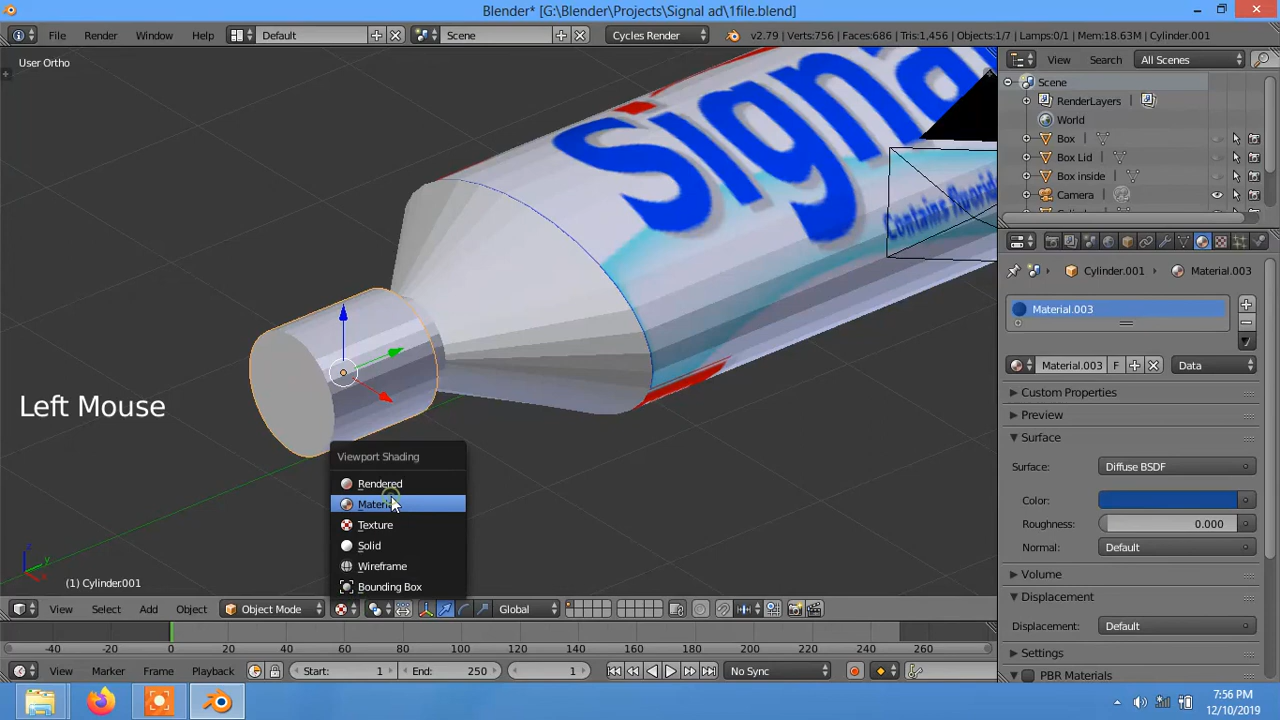 Blender* [G:\Blender\Projects\Signal ad\1file.blend]
File Render Window Help Default Scene Cycles Render v2.79 | Verts:756 | Faces:686 | Tris:1,456 | Objects:1/7 | Lamps:0/1 | Mem:18.63M | Cylinder.001
User Ortho
View Search All Scenes
Scene
RenderLayers
World
Box
Box Lid
Box inside
Camera
Signa
Contains fluorid
Cylinder.001 Material.003
Material.003
Material.003 F Data
Custom Properties
Preview
Surface
Surface: Diffuse BSDF
Color:
Roughness: 0.000
Normal: Default
Volume
Displacement
Displacement: Default
Settings
PBR Materials
Left Mouse
Viewport Shading
Rendered
Materi
Texture
Solid
Wireframe
Bounding Box
z
y
x
(1) Cylinder.001
View Select Add Object Object Mode Global
-40 -20 0 20 40 60 80 100 120 140 160 180 200 220 240 260
View Marker Frame Playback Start: 1 End: 250 1 No Sync
7:56 PM
12/10/2019